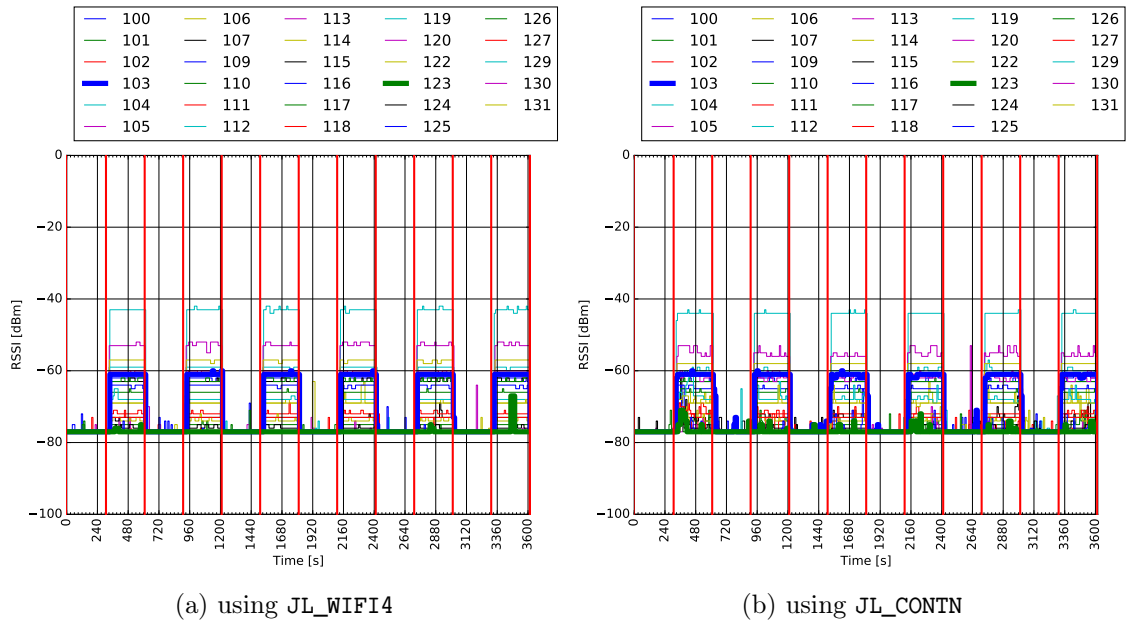 100 106 113 119 126
101 107 114 120 127
102 109 115 122 129
103 110 116 123 130
104 111 117 124 131
105 112 118 125
0
−20
−40
−60
−80
−100
RSSI [dBm]
0 240 480 720 960 1200 1440 1680 1920 2160 2400 2640 2880 3120 3360 3600
Time [s]
(a) using JL_WIFI4
100 106 113 119 126
101 107 114 120 127
102 109 115 122 129
103 110 116 123 130
104 111 117 124 131
105 112 118 125
0
−20
−40
−60
−80
−100
RSSI [dBm]
0 240 480 720 960 1200 1440 1680 1920 2160 2400 2640 2880 3120 3360 3600
Time [s]
(b) using JL_CONTN